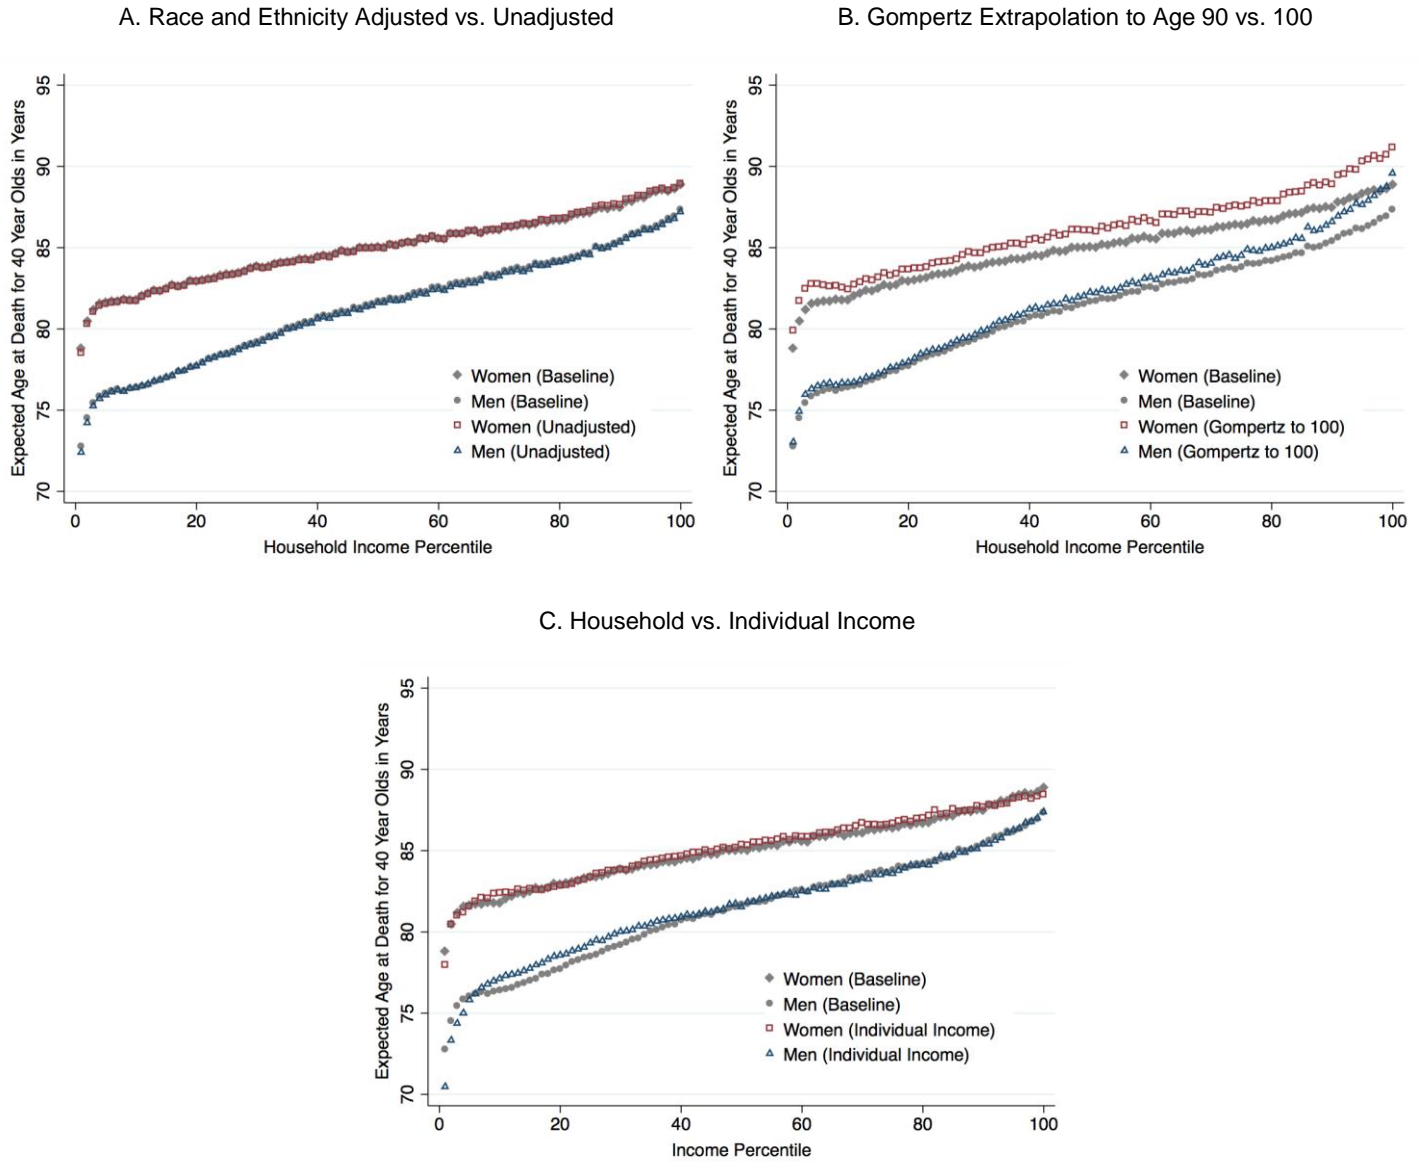 A. Race and Ethnicity Adjusted vs. Unadjusted
Expected Age at Death for 40 Year Olds in Years
95
90
85
80
75
70
Women (Baseline)
Men (Baseline)
Women (Unadjusted)
Men (Unadjusted)
0 20 40 60 80 100
Household Income Percentile
B. Gompertz Extrapolation to Age 90 vs. 100
Expected Age at Death for 40 Year Olds in Years
95
90
85
80
75
70
Women (Baseline)
Men (Baseline)
Women (Gompertz to 100)
Men (Gompertz to 100)
0 20 40 60 80 100
Household Income Percentile
C. Household vs. Individual Income
Expected Age at Death for 40 Year Olds in Years
95
90
85
80
75
70
Women (Baseline)
Men (Baseline)
Women (Individual Income)
Men (Individual Income)
0 20 40 60 80 100
Income Percentile